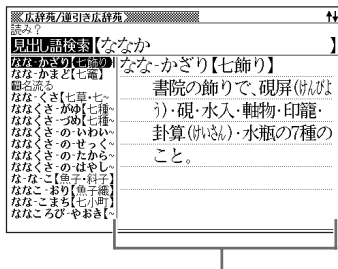 広辞苑/逆引き広辞苑
読み?
見出し語検索【ななか 】
なな‐かざり【七飾り】
なな‐かまど【七竈】
名流る
なな‐くさ【七草・七~
ななくさ‐がゆ【七種~
ななくさ‐づめ【七種~
ななくさ‐の‐いわい~
ななくさ‐の‐せっく~
ななくさ‐の‐たから~
ななくさ‐の‐はやし~
な‐な‐こ【魚子・斜子】
ななこ‐おり【魚子織】
なな‐こまち【七小町】
ななころび‐やおき【~
なな‐かざり【七飾り】
書院の飾りで、硯屏(けんぴょ
う)・硯・水入・軸物・印籠・
卦算(けいさん)・水瓶の7種の
こと。